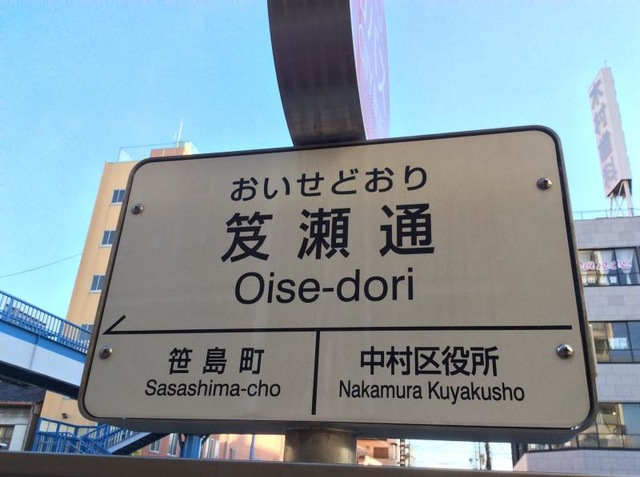 おいせどおり
笈瀬通
Oise-dori
笹島町
Sasashima-cho
中村区役所
Nakamura Kuyakusho